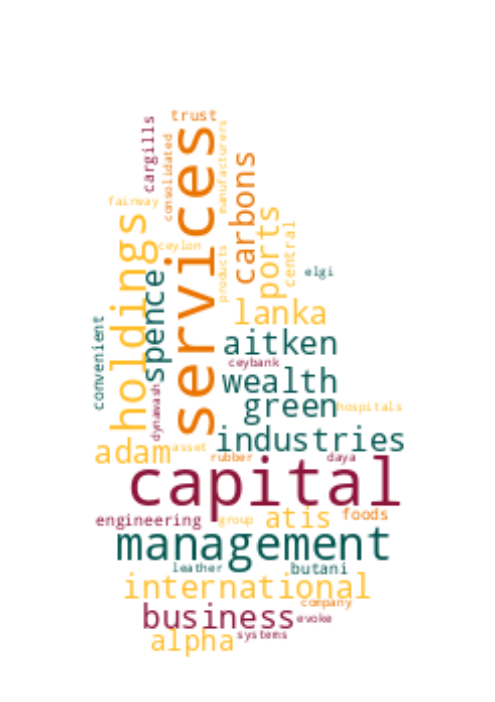 trust
cargills
consolidated
services
manufacturers
carbons
fairway
holdings
ports
central
ceylon
products
spence
elgi
lanka
convenient
aitken
ceybank
wealth
dynawash
green
hospitals
industries
adam
asset
rubber
daya
capital
engineering
group
atis
foods
management
leather
butani
international
company
business
evoke
alpha
systems